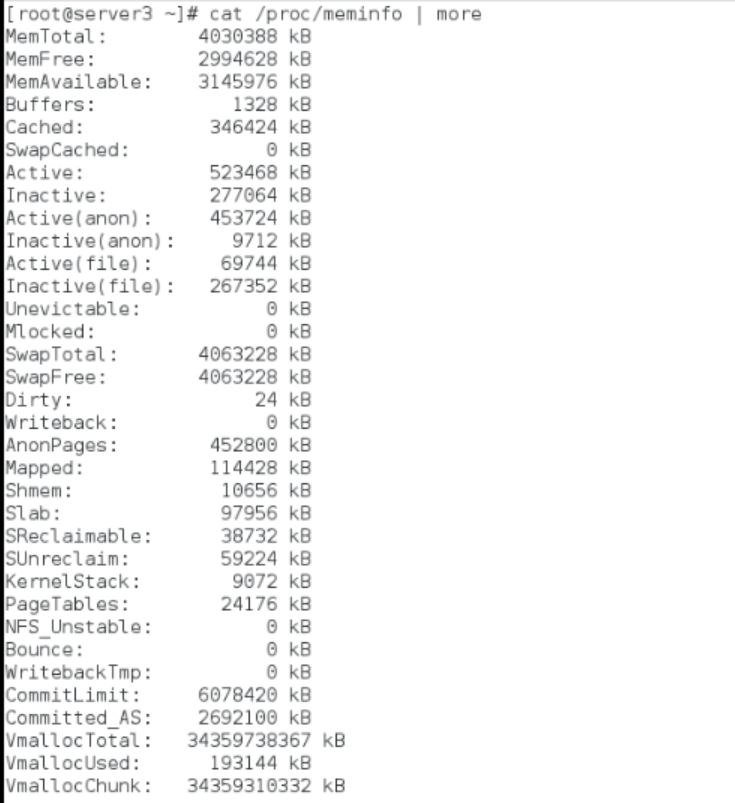 [root@server3 ~]# cat /proc/meminfo | more
MemTotal:        4030388 kB
MemFree:         2994628 kB
MemAvailable:    3145976 kB
Buffers:            1328 kB
Cached:           346424 kB
SwapCached:            0 kB
Active:           523468 kB
Inactive:         277064 kB
Active(anon):     453724 kB
Inactive(anon):     9712 kB
Active(file):      69744 kB
Inactive(file):   267352 kB
Unevictable:           0 kB
Mlocked:               0 kB
SwapTotal:       4063228 kB
SwapFree:        4063228 kB
Dirty:                24 kB
Writeback:             0 kB
AnonPages:        452800 kB
Mapped:           114428 kB
Shmem:             10656 kB
Slab:              97956 kB
SReclaimable:      38732 kB
SUnreclaim:        59224 kB
KernelStack:        9072 kB
PageTables:        24176 kB
NFS_Unstable:          0 kB
Bounce:                0 kB
WritebackTmp:          0 kB
CommitLimit:     6078420 kB
Committed_AS:    2692100 kB
VmallocTotal:   34359738367 kB
VmallocUsed:      193144 kB
VmallocChunk:   34359310332 kB